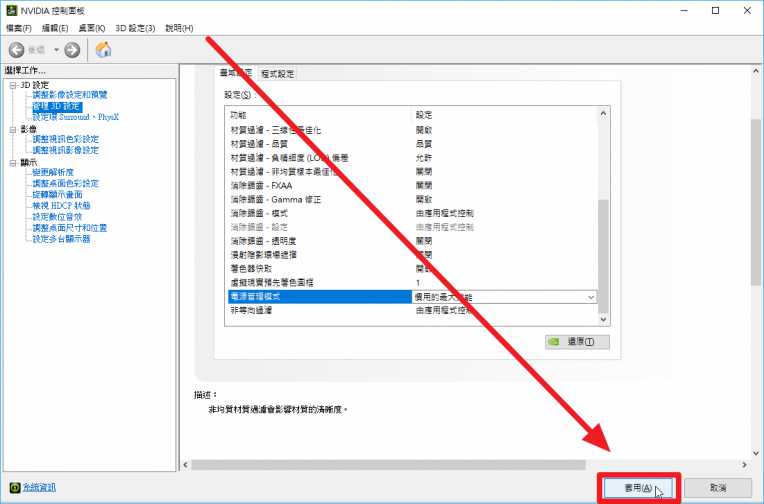 NVIDIA 控制面板
檔案(F) 編輯(E) 桌面(K) 3D 設定(3) 說明(H)
後退
選擇工作...
3D 設定
調整影像設定和預覽
管理 3D 設定
設定環 Surround、PhysX
影像
調整視訊色彩設定
調整視訊影像設定
顯示
變更解析度
調整桌面色彩設定
旋轉顯示畫面
檢視 HDCP 狀態
設定數位音效
調整桌面尺寸和位置
設定多台顯示器
系統資訊
整域設定 程式設定
設定(S):
功能 設定
材質過濾 - 三線性最佳化 開啟
材質過濾 - 品質 品質
材質過濾 - 負精細度 (LOD) 偏差 允許
材質過濾 - 非均質樣本最佳 關閉
消除鋸齒 - FXAA 關閉
消除鋸齒 - Gamma 修正 開啟
消除鋸齒 - 模式 由應用程式控制
消除鋸齒 - 設定 由應用程式控制
消除鋸齒 - 透明度 關閉
漫射陰影環場遮擋 關閉
著色器快取 開啟
虛擬現實預先著色圖框 1
電源管理模式 慣用的最大效能
非等向過濾 由應用程式控制
還原(T)
描述：
非均質材質過濾會影響材質的清晰度。
套用(A) 取消